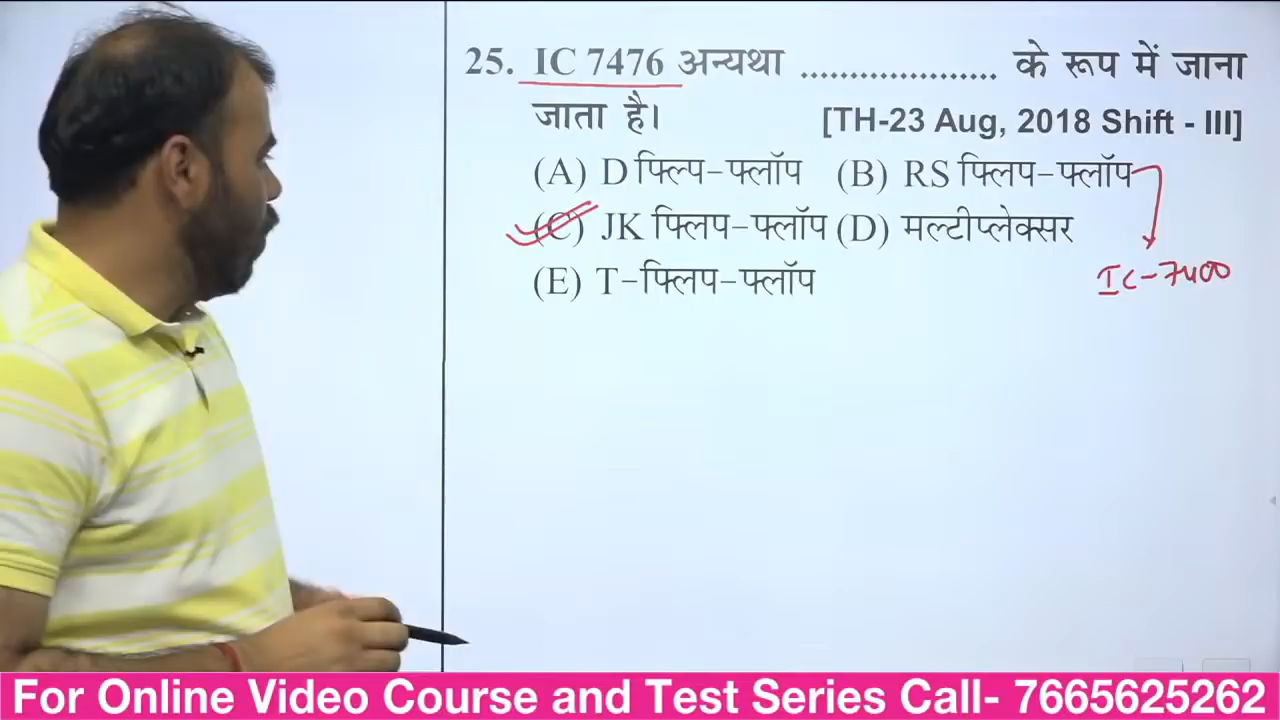 25. IC 7476 अन्यथा ..................... के रूप में जाना
जाता है। [TH-23 Aug, 2018 Shift - III]
(A) D फ्ल्पि-फ्लॉप (B) RS फ्लिप-फ्लॉप
(C) JK फ्लिप-फ्लॉप (D) मल्टीप्लेक्सर
IC-7400
(E) T-फ्लिप-फ्लॉप
For Online Video Course and Test Series Call- 7665625262